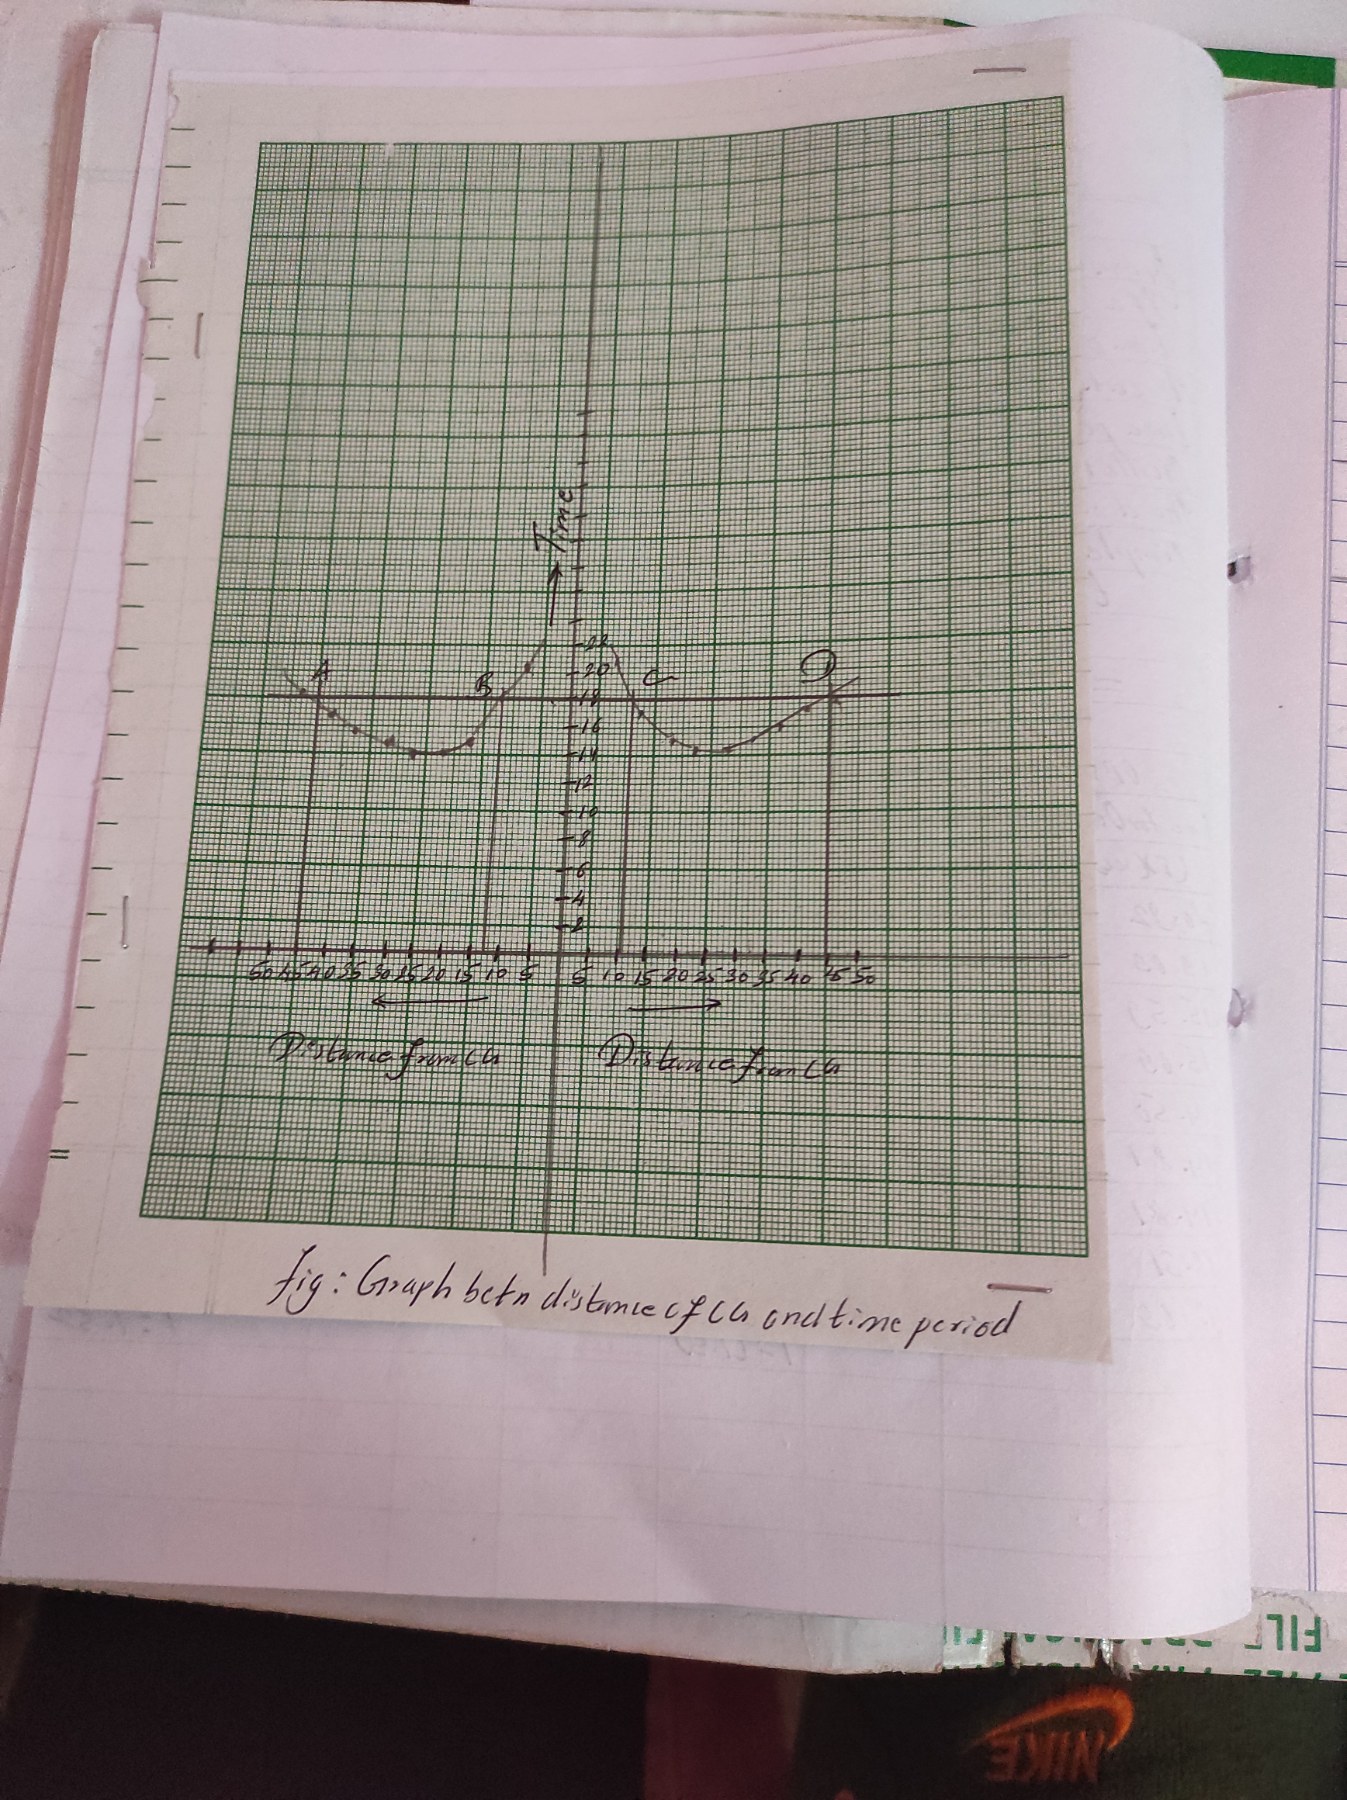 Time
22
A
20
C
D
B
18
16
14
12
10
8
6
4
2
50 45 40 35 30 25 20 15 10 5 5 10 15 20 25 30 35 40 45 50
Distance from CG Distance from CG
fig: Graph betn distance of CG and time period
FILE
NIKE